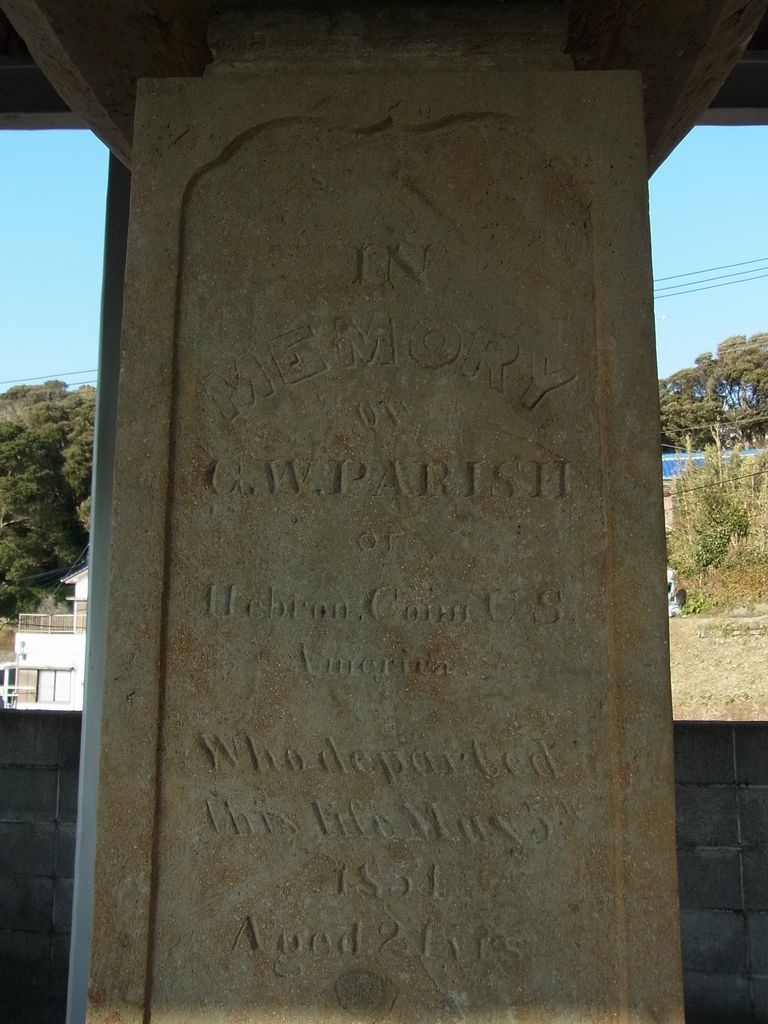 IN
MEMORY
OF
G.W.PARISH
OF
Hebron, Conn U.S.
America.
Who departed
this life May 5th
1854
Aged 24 yrs